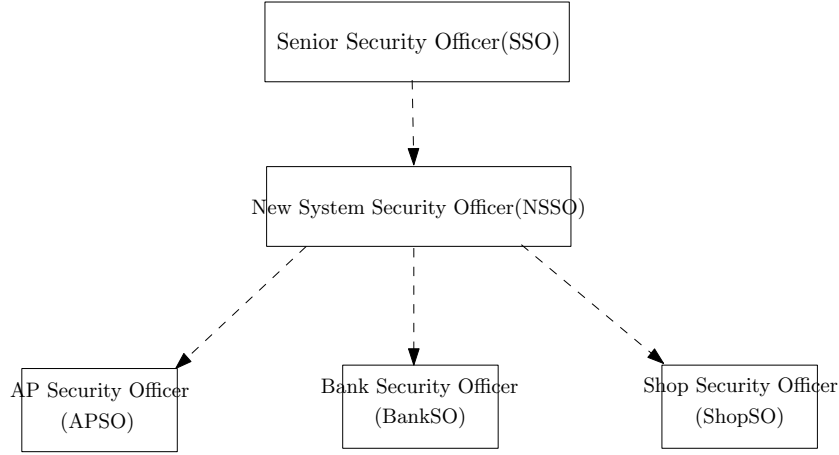 Senior Security Officer(SSO)
New System Security Officer(NSSO)
AP Security Officer
(APSO)
Bank Security Officer
(BankSO)
Shop Security Officer
(ShopSO)